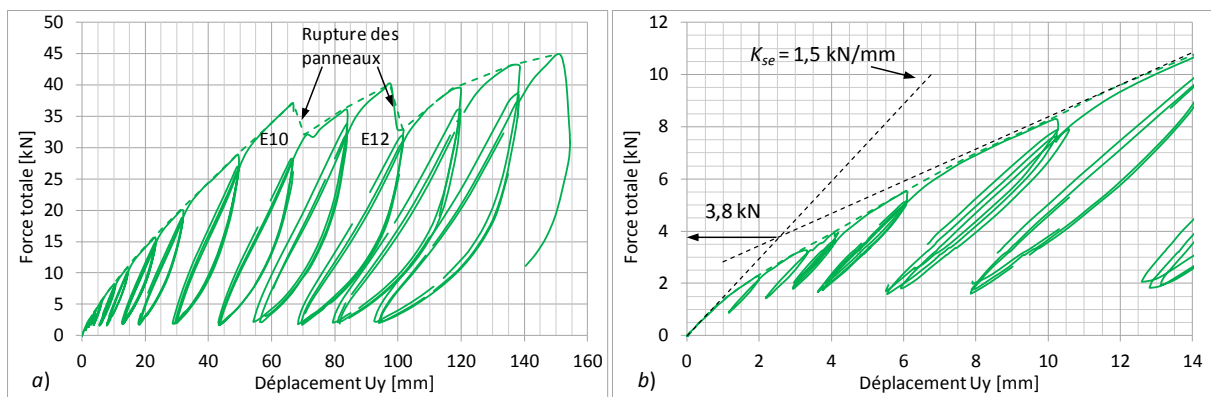 Rupture des
panneaux
E10
E12
50
45
40
35
30
25
20
15
10
5
0
0 20 40 60 80 100 120 140 160
Force totale [kN]
Déplacement Uy [mm]
a)
Kse = 1,5 kN/mm
3,8 kN
12
10
8
6
4
2
0
0 2 4 6 8 10 12 14
Force totale [kN]
Déplacement Uy [mm]
b)